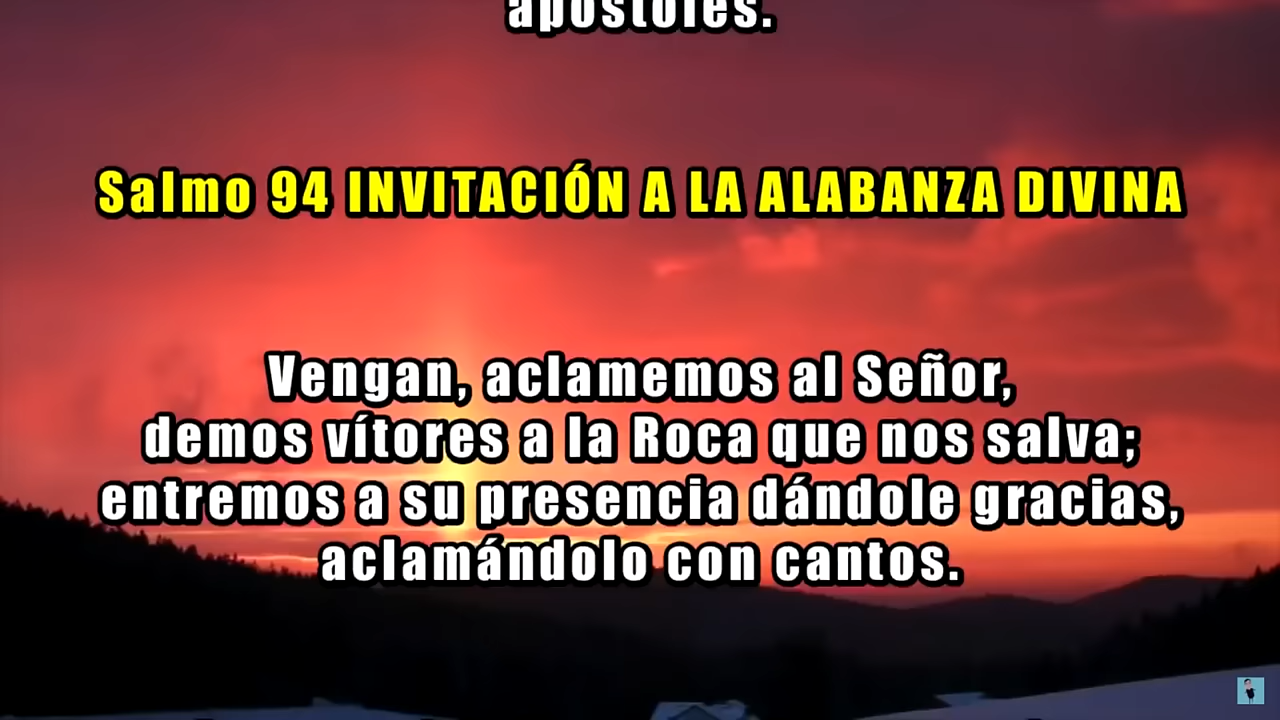 apóstoles.
Salmo 94 INVITACIÓN A LA ALABANZA DIVINA
Vengan, aclamemos al Señor,
demos vítores a la Roca que nos salva;
entremos a su presencia dándole gracias,
aclamándolo con cantos.